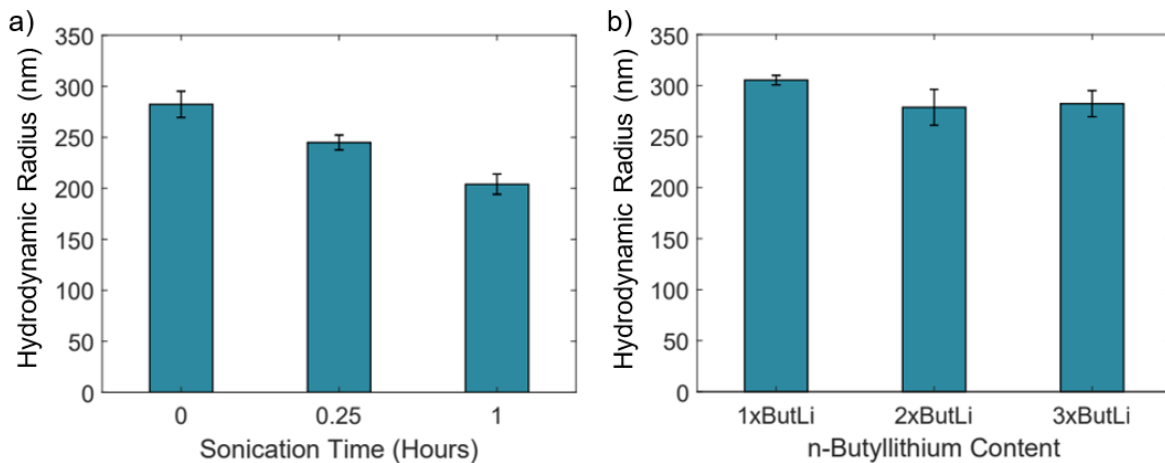 a)
Hydrodynamic Radius (nm)
350
300
250
200
150
100
50
0
0 0.25 1
Sonication Time (Hours)
b)
Hydrodynamic Radius (nm)
350
300
250
200
150
100
50
0
1xButLi 2xButLi 3xButLi
n-Butyllithium Content